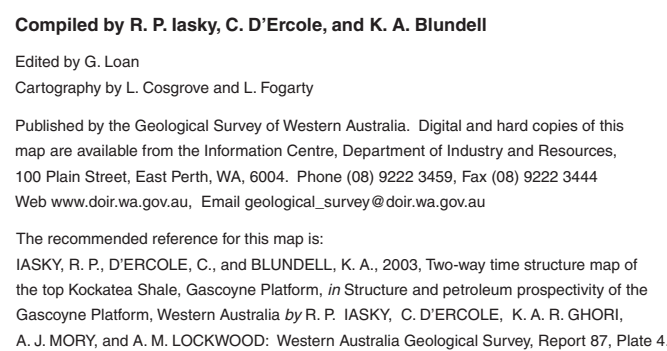 Compiled by R. P. Iasky, C. D'Ercole, and K. A. Blundell
Edited by G. Loan
Cartography by L. Cosgrove and L. Fogarty
Published by the Geological Survey of Western Australia.  Digital and hard copies of this
map are available from the Information Centre, Department of Industry and Resources,
100 Plain Street, East Perth, WA, 6004.  Phone (08) 9222 3459, Fax (08) 9222 3444
Web www.doir.wa.gov.au,  Email geological_survey@doir.wa.gov.au
The recommended reference for this map is:
IASKY, R. P., D'ERCOLE, C., and BLUNDELL, K. A., 2003, Two-way time structure map of
the top Kockatea Shale, Gascoyne Platform, in Structure and petroleum prospectivity of the
Gascoyne Platform, Western Australia by R. P.  IASKY,  C. D'ERCOLE,  K. A. R. GHORI,
A. J. MORY, and A. M. LOCKWOOD:  Western Australia Geological Survey, Report 87, Plate 4.